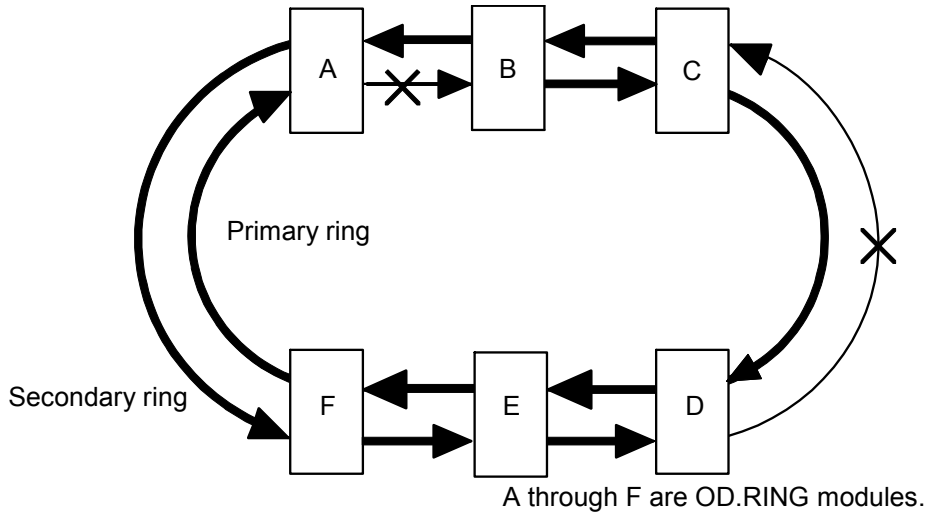 A
B
C
Primary ring
Secondary ring
F
E
D
A through F are OD.RING modules.